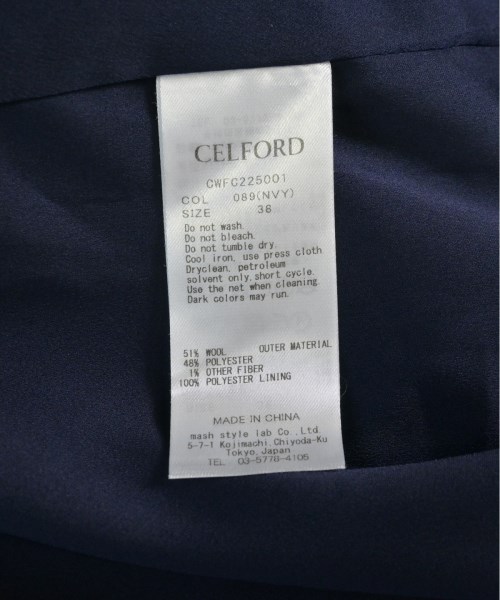 CELFORD
CWFC225001
COL 089(NVY)
SIZE 36
Do not wash.
Do not bleach.
Do not tumble dry.
Cool iron, use press cloth.
Dryclean, petroleum
solvent only, short cycle.
Use the net when cleaning.
Dark colors may run.
51% WOOL OUTER MATERIAL
48% POLYESTER
1% OTHER FIBER
100% POLYESTER LINING
MADE IN CHINA
mash style lab Co., Ltd.
5-7-1 Kojimachi, Chiyoda-Ku
Tokyo, Japan
TEL 03-5778-4105